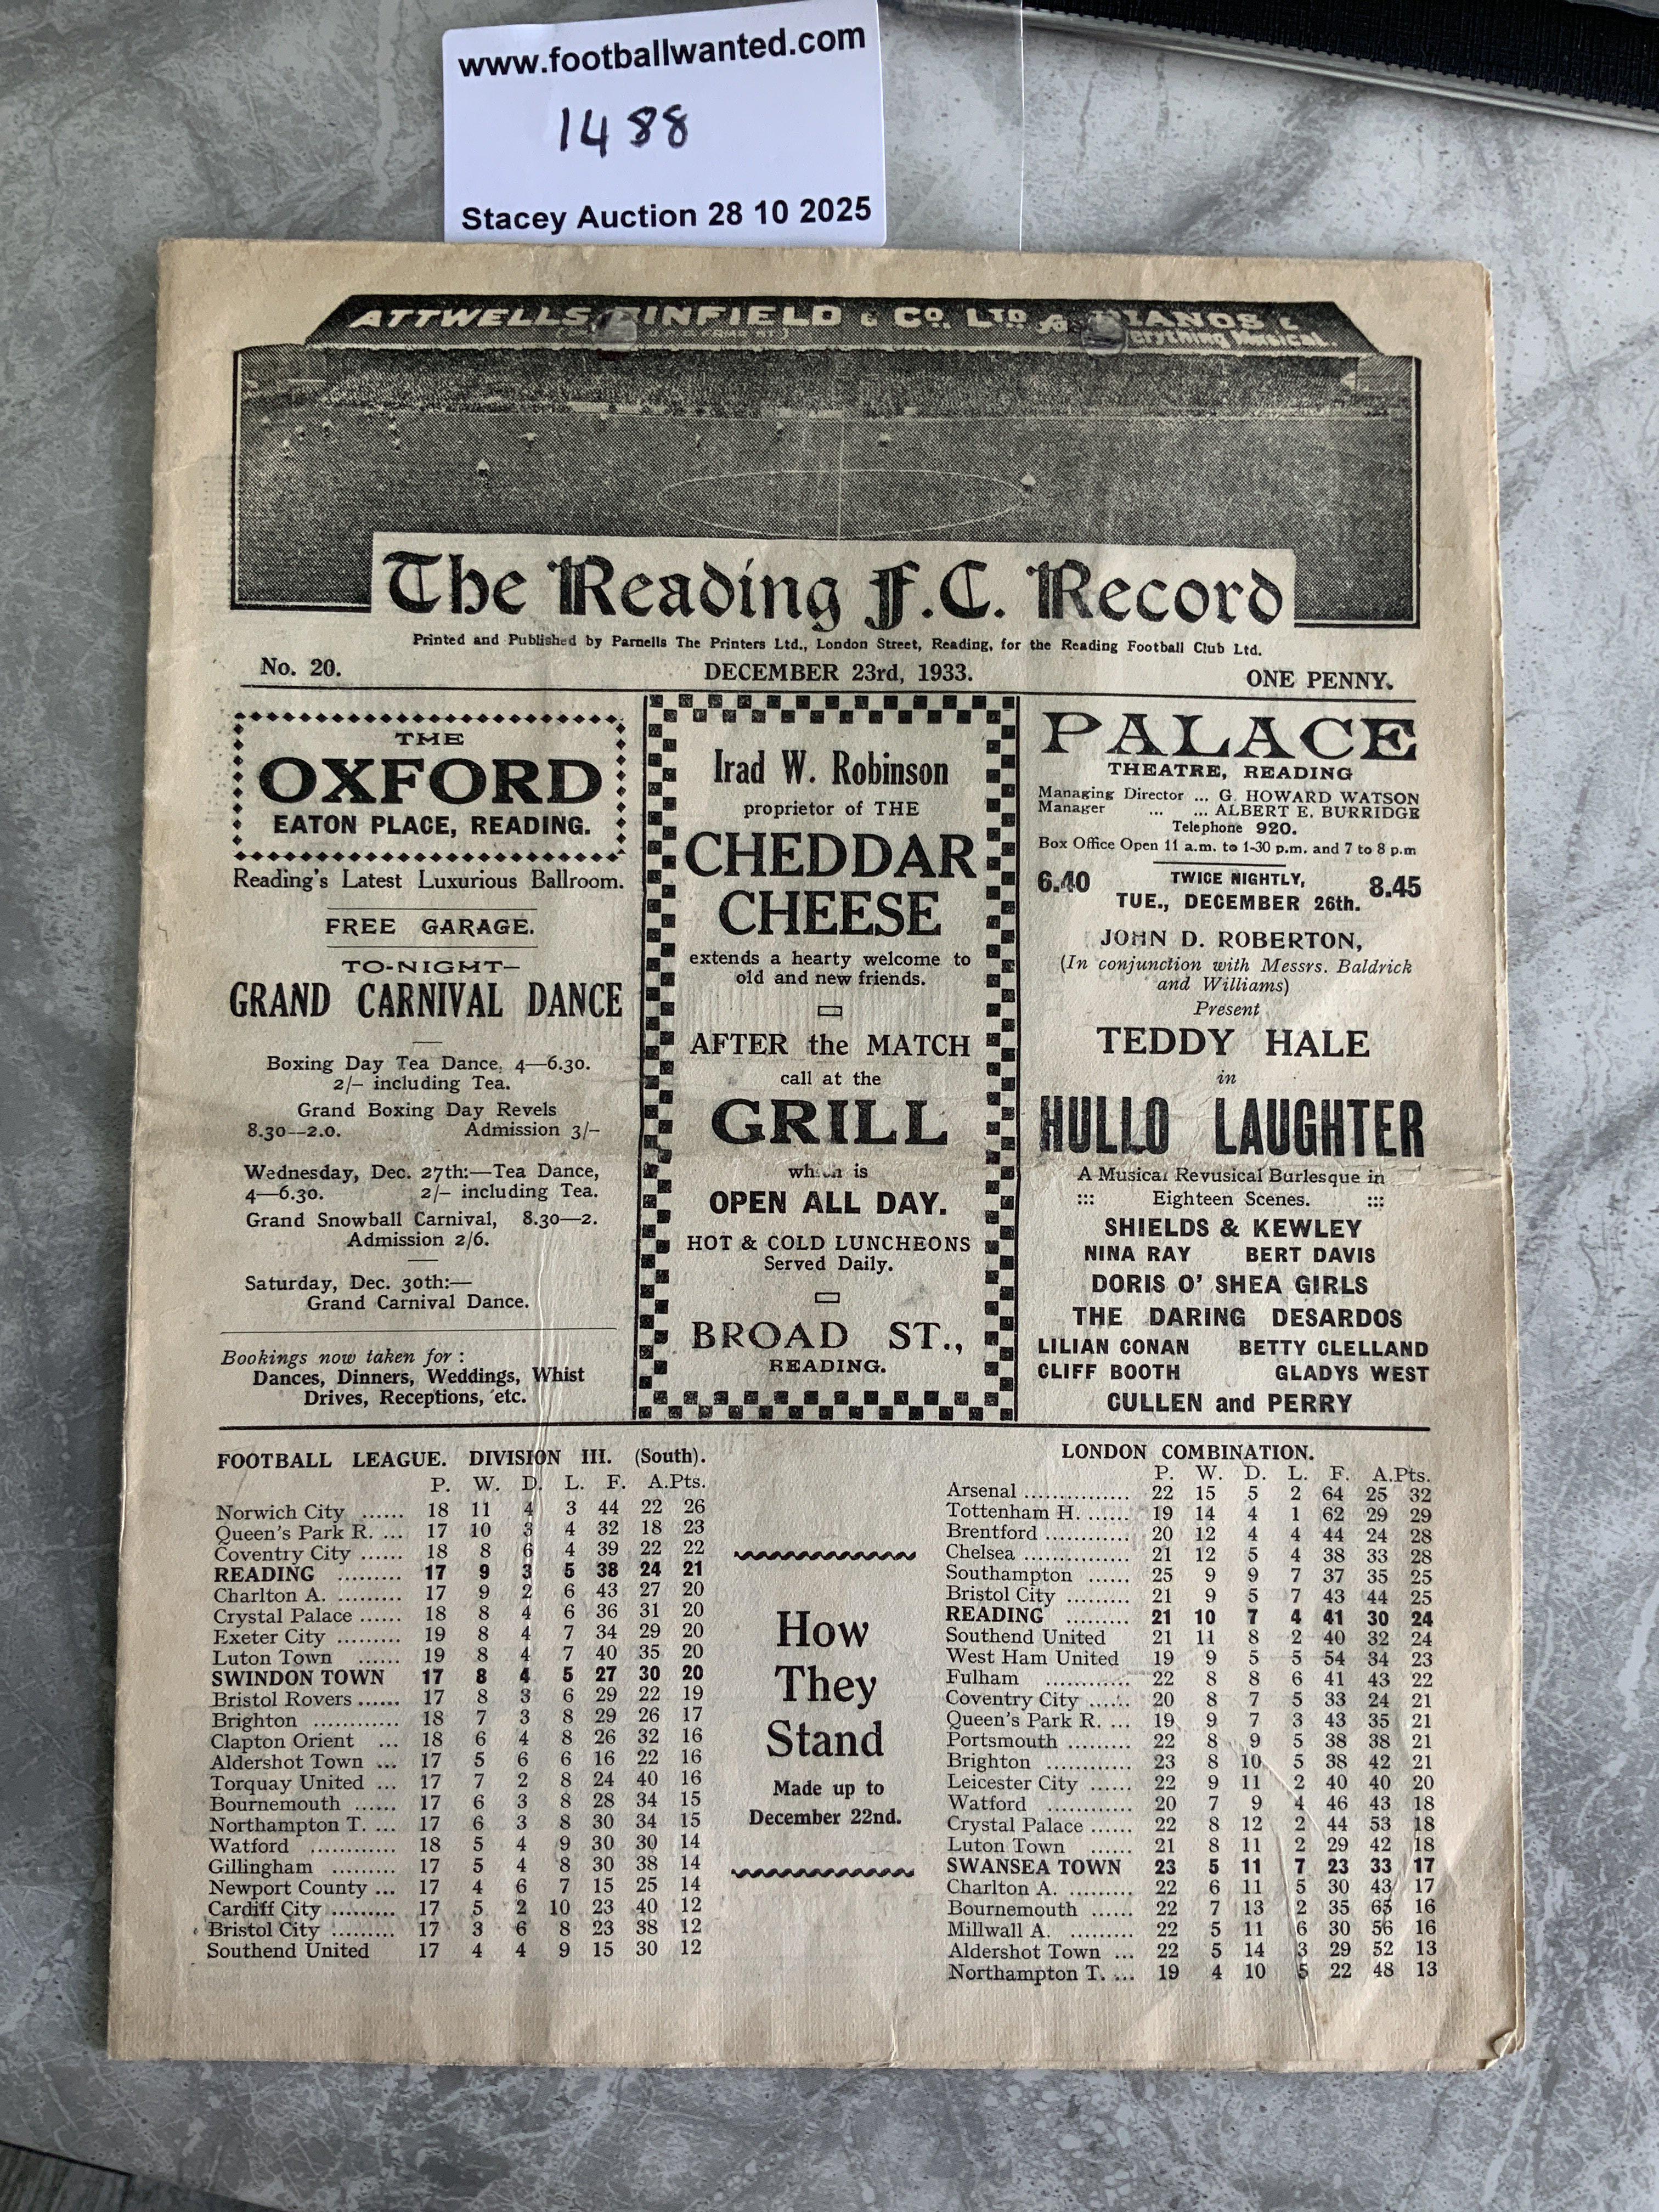 www.footballwanted.com
1488
Stacey Auction 28 10 2025
ATTWELLS BINFIELD & Co. LTD for PIANOS &
Everything Musical.
The Reading F.C. Record
Printed and Published by Parnells The Printers Ltd., London Street, Reading, for the Reading Football Club Ltd.
No. 20. DECEMBER 23rd, 1933. ONE PENNY.
THE
OXFORD
EATON PLACE, READING.
Reading's Latest Luxurious Ballroom.
FREE GARAGE.
TO-NIGHT—
GRAND CARNIVAL DANCE
Boxing Day Tea Dance, 4—6.30.
2/- including Tea.
Grand Boxing Day Revels
8.30—2.0. Admission 3/-
Wednesday, Dec. 27th:—Tea Dance,
4—6.30. 2/- including Tea.
Grand Snowball Carnival, 8.30—2.
Admission 2/6.
Saturday, Dec. 30th:—
Grand Carnival Dance.
Bookings now taken for :
Dances, Dinners, Weddings, Whist
Drives, Receptions, etc.
Irad W. Robinson
proprietor of THE
CHEDDAR
CHEESE
extends a hearty welcome to
old and new friends.
AFTER the MATCH
call at the
GRILL
which is
OPEN ALL DAY.
HOT & COLD LUNCHEONS
Served Daily.
BROAD ST.,
READING.
PALACE
THEATRE, READING
Managing Director ... G. HOWARD WATSON
Manager ... ... ALBERT E. BURRIDGE
Telephone 920.
Box Office Open 11 a.m. to 1-30 p.m. and 7 to 8 p.m
6.40 TWICE NIGHTLY, 8.45
TUE., DECEMBER 26th.
JOHN D. ROBERTON,
(In conjunction with Messrs. Baldrick
and Williams)
Present
TEDDY HALE
in
HULLO LAUGHTER
A Musical Revusical Burlesque in
::: Eighteen Scenes. :::
SHIELDS & KEWLEY
NINA RAY BERT DAVIS
DORIS O' SHEA GIRLS
THE DARING DESARDOS
LILIAN CONAN BETTY CLELLAND
CLIFF BOOTH GLADYS WEST
CULLEN and PERRY
FOOTBALL LEAGUE. DIVISION III. (South).
P. W. D. L. F. A. Pts.
Norwich City ...... 18 11 4 3 44 22 26
Queen's Park R. ... 17 10 3 4 32 18 23
Coventry City ...... 18 8 6 4 39 22 22
READING ......... 17 9 3 5 38 24 21
Charlton A. ......... 17 9 2 6 43 27 20
Crystal Palace ...... 18 8 4 6 36 31 20
Exeter City ......... 19 8 4 7 34 29 20
Luton Town ...... 19 8 4 7 40 35 20
SWINDON TOWN 17 8 4 5 27 30 20
Bristol Rovers ...... 17 8 3 6 29 22 19
Brighton ............ 18 7 3 8 29 26 17
Clapton Orient ... 18 6 4 8 26 32 16
Aldershot Town ... 17 5 6 6 16 22 16
Torquay United ... 17 7 2 8 24 40 16
Bournemouth ...... 17 6 3 8 28 34 15
Northampton T. ... 17 6 3 8 30 34 15
Watford ............ 18 5 4 9 30 30 14
Gillingham ......... 17 5 4 8 30 38 14
Newport County ... 17 4 6 7 15 25 14
Cardiff City ......... 17 5 2 10 23 40 12
Bristol City ......... 17 3 6 8 23 38 12
Southend United 17 4 4 9 15 30 12
How
They
Stand
Made up to
December 22nd.
LONDON COMBINATION.
P. W. D. L. F. A. Pts.
Arsenal ............... 22 15 5 2 64 25 32
Tottenham H. ...... 19 14 4 1 62 29 29
Brentford ............ 20 12 4 4 44 24 28
Chelsea ............... 21 12 5 4 38 33 28
Southampton ...... 25 9 9 7 37 35 25
Bristol City ......... 21 9 5 7 43 44 25
READING ......... 21 10 7 4 41 30 24
Southend United 21 11 8 2 40 32 24
West Ham United 19 9 5 5 54 34 23
Fulham ............ 22 8 8 6 41 43 22
Coventry City ...... 20 8 7 5 33 24 21
Queen's Park R. ... 19 9 7 3 43 35 21
Portsmouth ......... 22 8 9 5 38 38 21
Brighton ............ 23 8 10 5 38 42 21
Leicester City ...... 22 9 11 2 40 40 20
Watford ............ 20 7 9 4 46 43 18
Crystal Palace ...... 22 8 12 2 44 53 18
Luton Town ...... 21 8 11 2 29 42 18
SWANSEA TOWN 23 5 11 7 23 33 17
Charlton A. ......... 22 6 11 5 30 43 17
Bournemouth ...... 22 7 13 2 35 63 16
Millwall A. ......... 22 5 11 6 30 56 16
Aldershot Town ... 22 5 14 3 29 52 13
Northampton T. ... 19 4 10 5 22 48 13